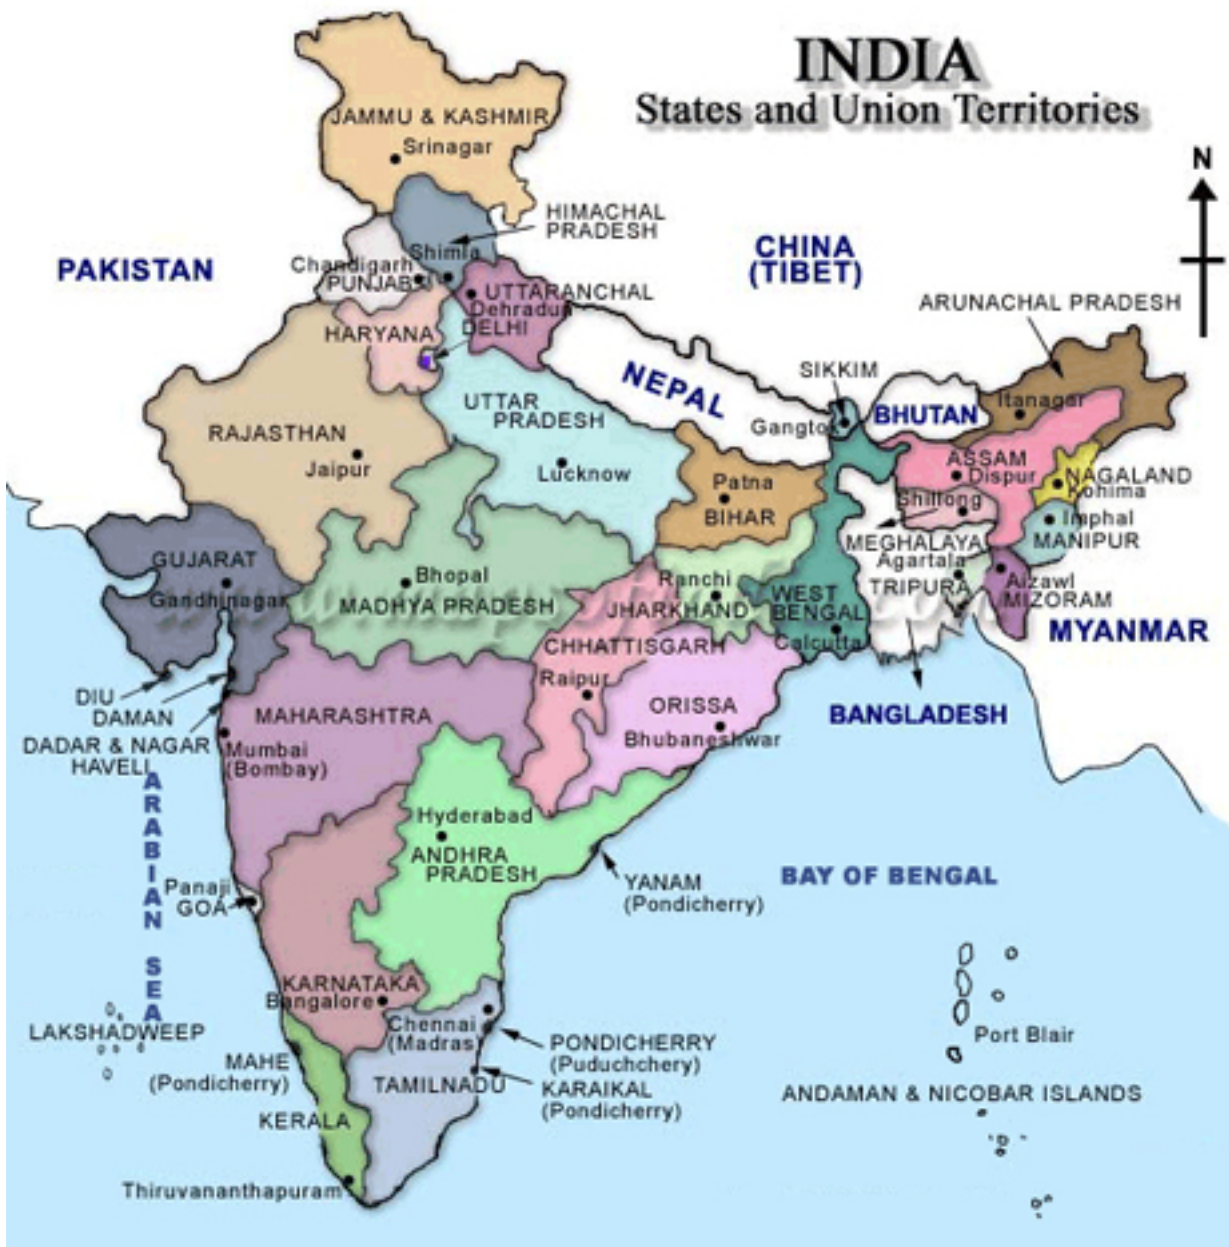 INDIA
States and Union Territories
N
JAMMU & KASHMIR
Srinagar
HIMACHAL
PRADESH
Shimla
PAKISTAN
CHINA
(TIBET)
Chandigarh
PUNJAB
UTTARANCHAL
Dehradun
DELHI
HARYANA
ARUNACHAL PRADESH
NEPAL
SIKKIM
Gangtok
BHUTAN
Itanagar
UTTAR
PRADESH
Lucknow
RAJASTHAN
Jaipur
ASSAM
Dispur
NAGALAND
Kohima
Patna
BIHAR
Shillong
MEGHALAYA
Imphal
MANIPUR
Agartala
TRIPURA
Aizawl
MIZORAM
MYANMAR
GUJARAT
Gandhinagar
Bhopal
MADHYA PRADESH
Ranchi
JHARKHAND
WEST
BENGAL
Calcutta
CHHATTISGARH
Raipur
ORISSA
Bhubaneshwar
BANGLADESH
DIU
DAMAN
DADAR & NAGAR
HAVELI
MAHARASHTRA
Mumbai
(Bombay)
ARABIAN SEA
Hyderabad
ANDHRA
PRADESH
YANAM
(Pondicherry)
BAY OF BENGAL
Panaji
GOA
KARNATAKA
Bangalore
LAKSHADWEEP
Chennai
(Madras)
PONDICHERRY
(Puduchchery)
Port Blair
MAHE
(Pondicherry)
TAMILNADU
KARAIKAL
(Pondicherry)
ANDAMAN & NICOBAR ISLANDS
KERALA
Thiruvananthapuram